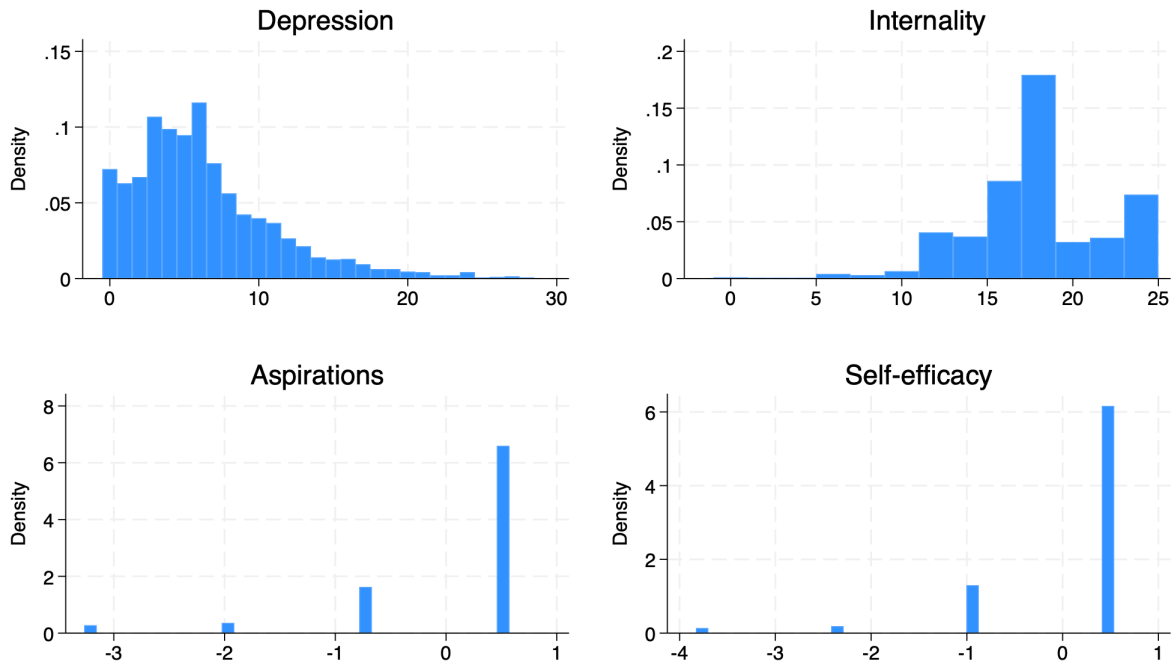 Depression
Density
.15
.1
.05
0
0 10 20 30
Internality
Density
.2
.15
.1
.05
0
0 5 10 15 20 25
Aspirations
Density
8
6
4
2
0
-3 -2 -1 0 1
Self-efficacy
Density
6
4
2
0
-4 -3 -2 -1 0 1